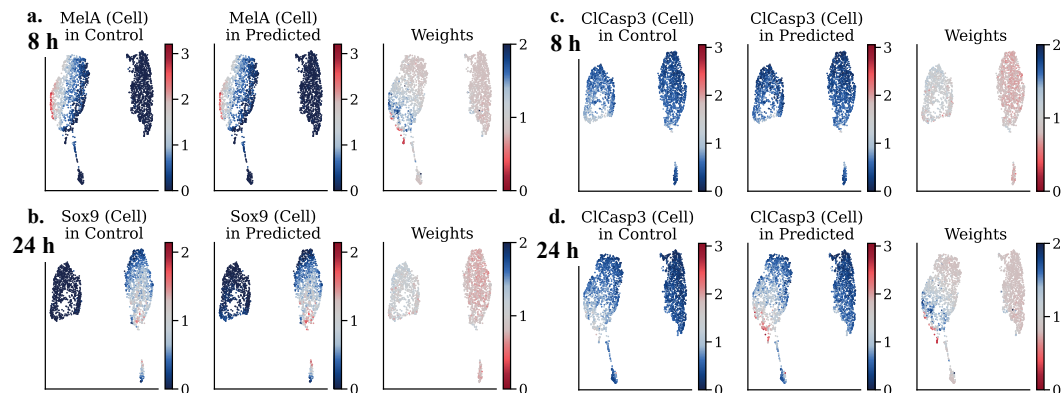 a.
8 h
MelA (Cell)
in Control
3
2
1
0
MelA (Cell)
in Predicted
3
2
1
0
Weights
2
1
0
c.
8 h
ClCasp3 (Cell)
in Control
3
2
1
0
ClCasp3 (Cell)
in Predicted
3
2
1
0
Weights
2
1
0
b.
24 h
Sox9 (Cell)
in Control
2
1
0
Sox9 (Cell)
in Predicted
2
1
0
Weights
2
1
0
d.
24 h
ClCasp3 (Cell)
in Control
3
2
1
0
ClCasp3 (Cell)
in Predicted
3
2
1
0
Weights
2
1
0